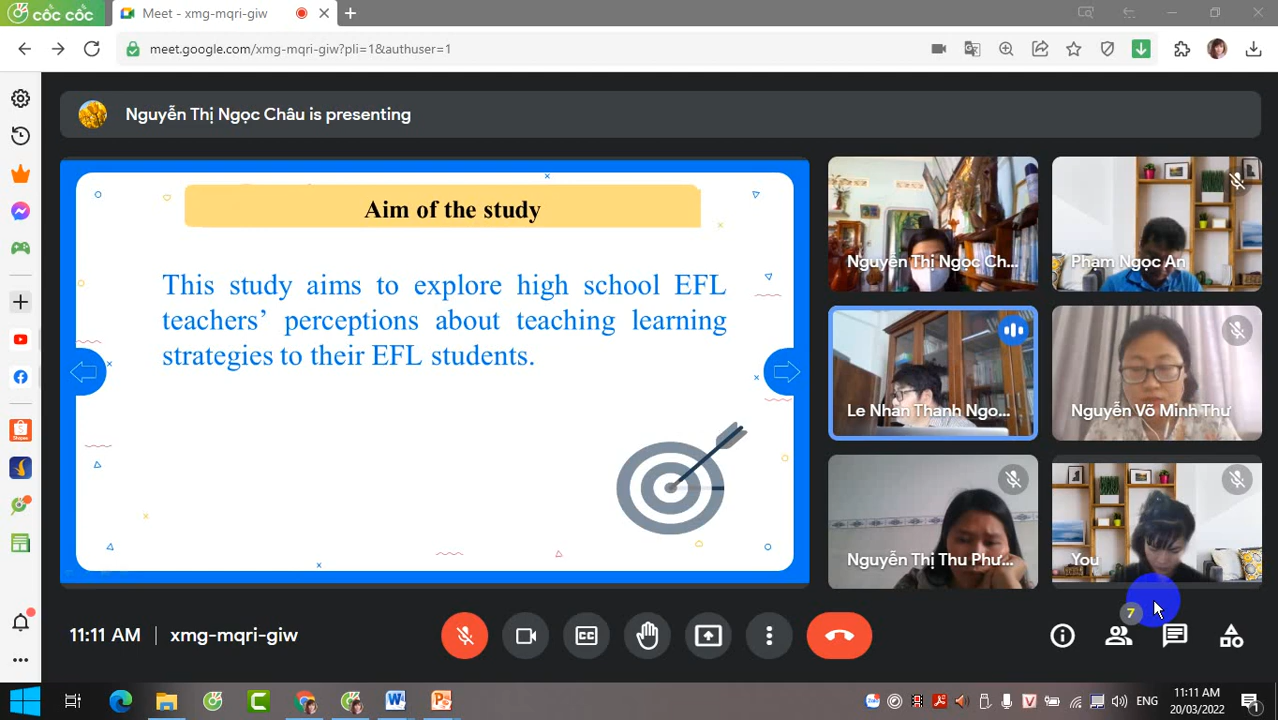 cốc cốc
Meet - xmg-mqri-giw
meet.google.com/xmg-mqri-giw?pli=1&authuser=1
Nguyễn Thị Ngọc Châu is presenting
Aim of the study
This study aims to explore high school EFL
teachers’ perceptions about teaching learning
strategies to their EFL students.
Nguyễn Thị Ngọc Ch...
Phạm Ngọc An
Le Nhan Thanh Ngo...
Nguyễn Võ Minh Thư
Nguyễn Thị Thu Phư...
You
11:11 AM
xmg-mqri-giw
7
ENG
11:11 AM
20/03/2022
1